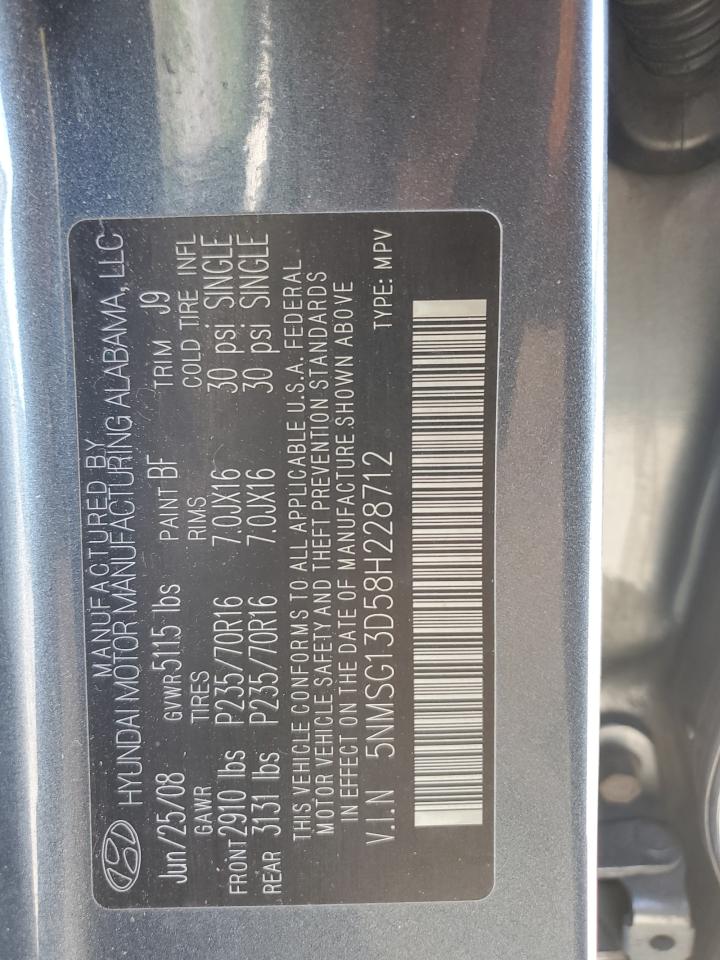 MANUFACTURED BY
HYUNDAI MOTOR MANUFACTURING ALABAMA, LLC
Jun/25/08 GVWR 5115 lbs PAINT BF TRIM J9
GAWR TIRES RIMS COLD TIRE INFL
FRONT 2910 lbs P235/70R16 7.0JX16 30 psi SINGLE
REAR 3131 lbs P235/70R16 7.0JX16 30 psi SINGLE
THIS VEHICLE CONFORMS TO ALL APPLICABLE U.S.A. FEDERAL
MOTOR VEHICLE SAFETY AND THEFT PREVENTION STANDARDS
IN EFFECT ON THE DATE OF MANUFACTURE SHOWN ABOVE
V.I.N 5NMSG13D58H228712 TYPE: MPV